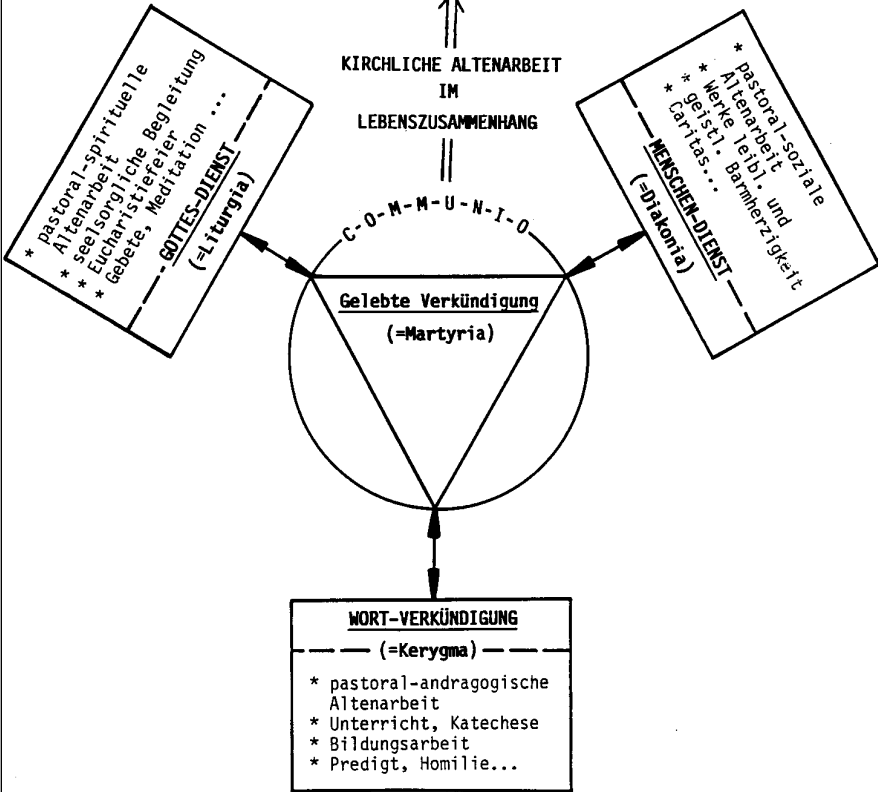 KIRCHLICHE ALTENARBEIT
IM
LEBENSZUSAMMENHANG
* pastoral-spirituelle
Altenarbeit
* seelsorgliche Begleitung
* Eucharistiefeier
* Gebete, Meditation ...
GOTTES-DIENST
(=Liturgia)
* pastoral-soziale
Altenarbeit
* Werke leibl. und
* geistl. Barmherzigkeit
* Caritas...
MENSCHEN-DIENST
(=Diakonia)
C-O-M-M-U-N-I-O
Gelebte Verkündigung
(=Martyria)
WORT-VERKÜNDIGUNG
(=Kerygma)
* pastoral-andragogische
Altenarbeit
* Unterricht, Katechese
* Bildungsarbeit
* Predigt, Homilie...